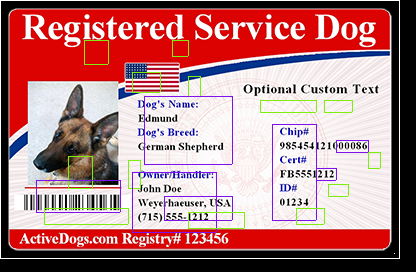 Registered Service Dog
Optional Custom Text
Dog's Name:
Edmund
Dog's Breed:
German Shepherd
Owner/Handler:
John Doe
Weyerhaeuser, USA
(715) 555-1212
Chip#
985454121000086
Cert#
FB5551212
ID#
01234
ActiveDogs.com Registry# 123456